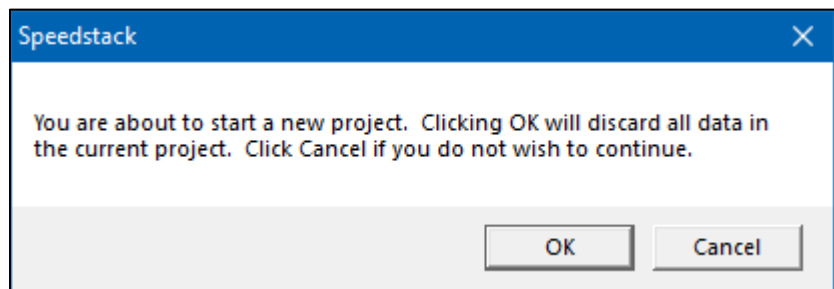 Speedstack
You are about to start a new project.  Clicking OK will discard all data in
the current project.  Click Cancel if you do not wish to continue.
OK
Cancel